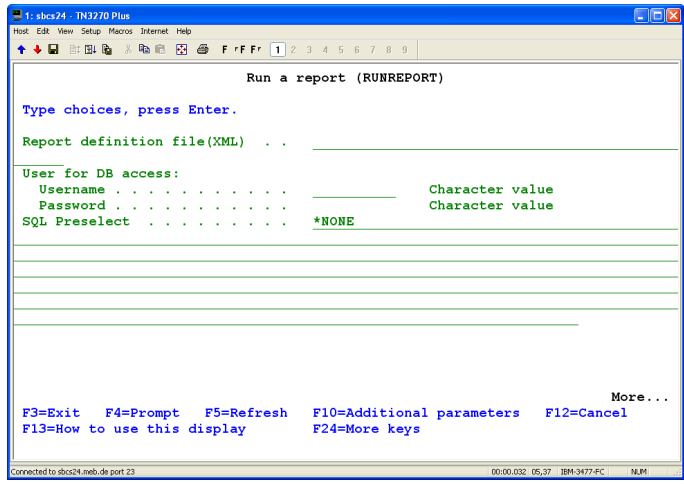 1: sbcs24 - TN3270 Plus
Host Edit View Setup Macros Internet Help
F F F F 1 2 3 4 5 6 7 8 9
Run a report (RUNREPORT)
Type choices, press Enter.
Report definition file(XML) . .
User for DB access:
Username . . . . . . . . . . . Character value
Password . . . . . . . . . . . Character value
SQL Preselect . . . . . . . . . *NONE
More...
F3=Exit F4=Prompt F5=Refresh F10=Additional parameters F12=Cancel
F13=How to use this display F24=More keys
Connected to sbcs24.meb.de port 23 00:00.032 05,37 IBM-3477-FC NUM